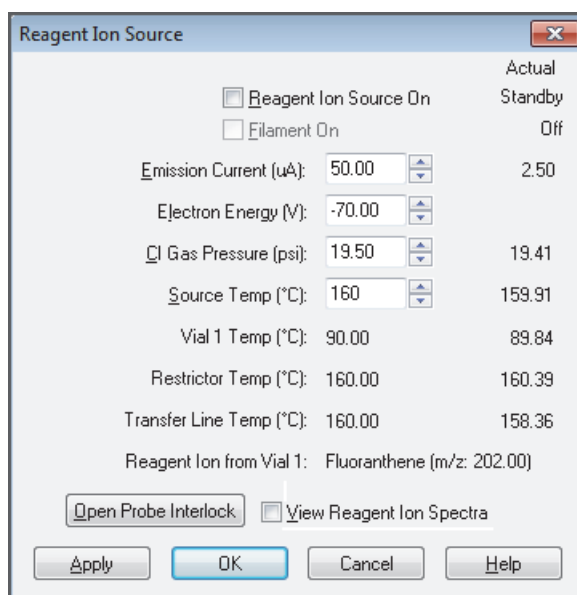 Reagent Ion Source
Actual
Reagent Ion Source On Standby
Filament On Off
Emission Current (uA): 50.00 2.50
Electron Energy (V): -70.00
CI Gas Pressure (psi): 19.50 19.41
Source Temp (°C): 160 159.91
Vial 1 Temp (°C): 90.00 89.84
Restrictor Temp (°C): 160.00 160.39
Transfer Line Temp (°C): 160.00 158.36
Reagent Ion from Vial 1: Fluoranthene (m/z: 202.00)
Open Probe Interlock View Reagent Ion Spectra
Apply OK Cancel Help